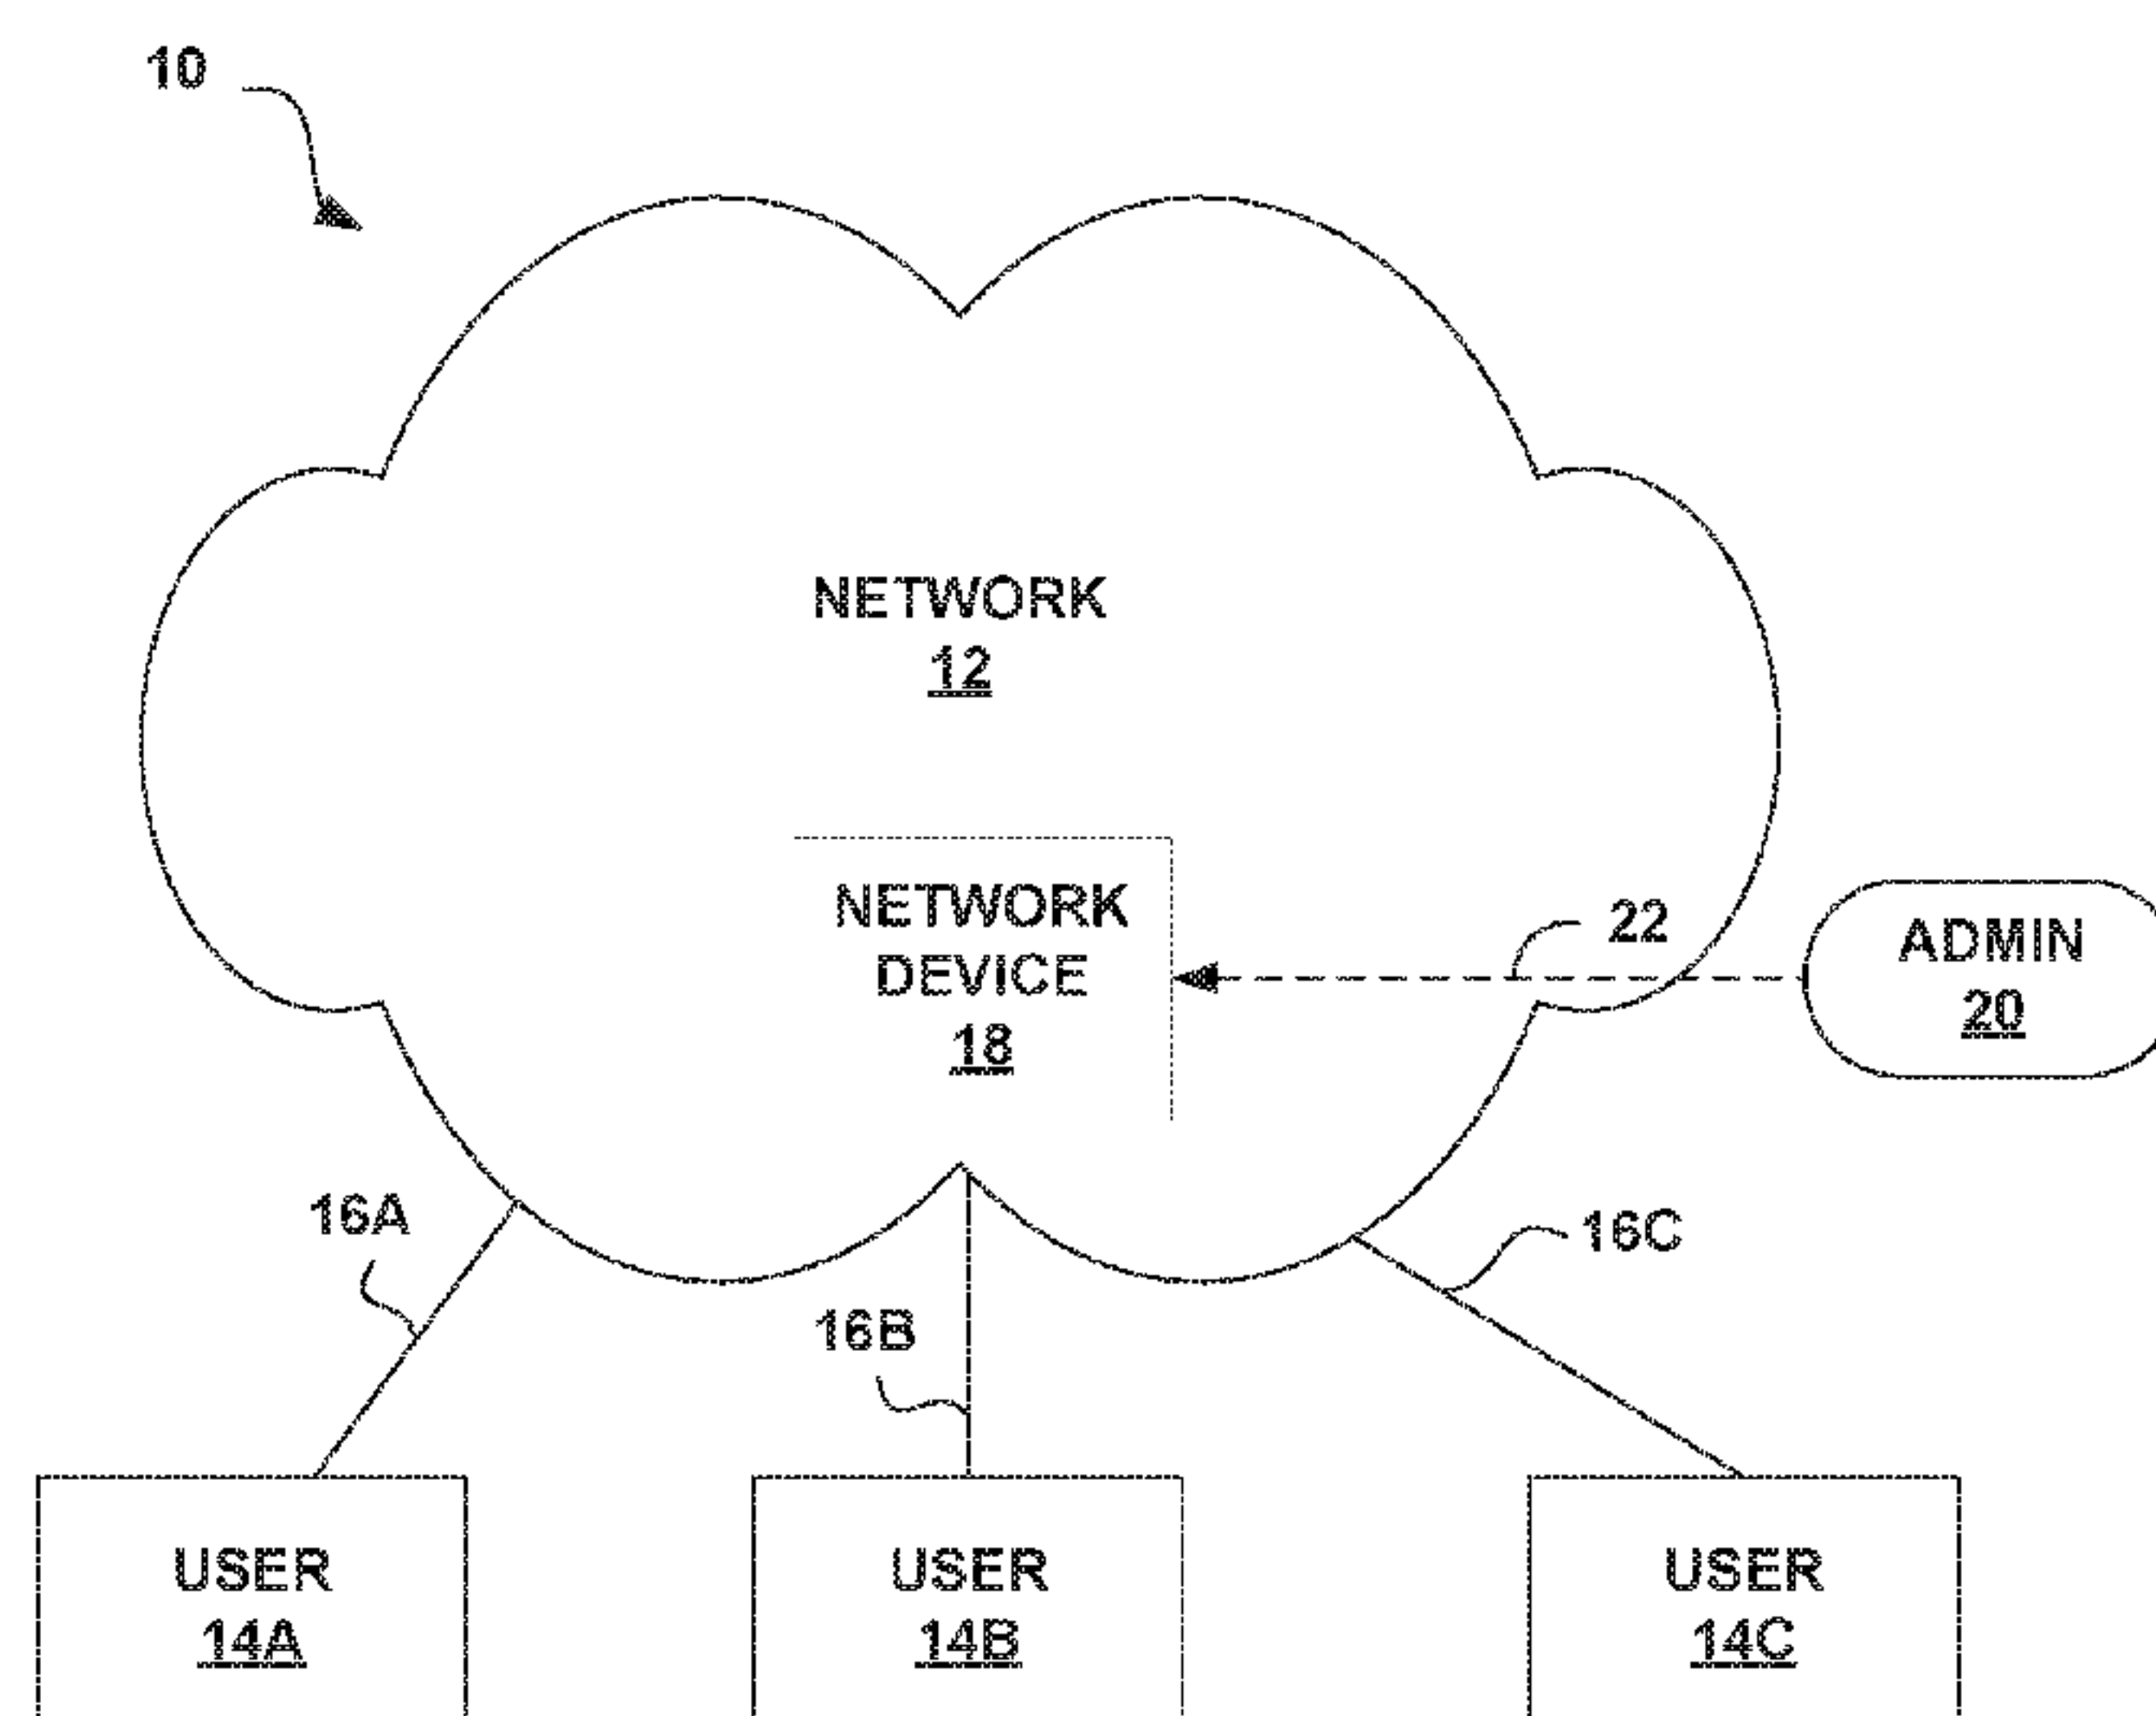 10
NETWORK
12
NETWORK
DEVICE
18
22
ADMIN
20
16A
16B
16C
USER
14A
USER
14B
USER
14C